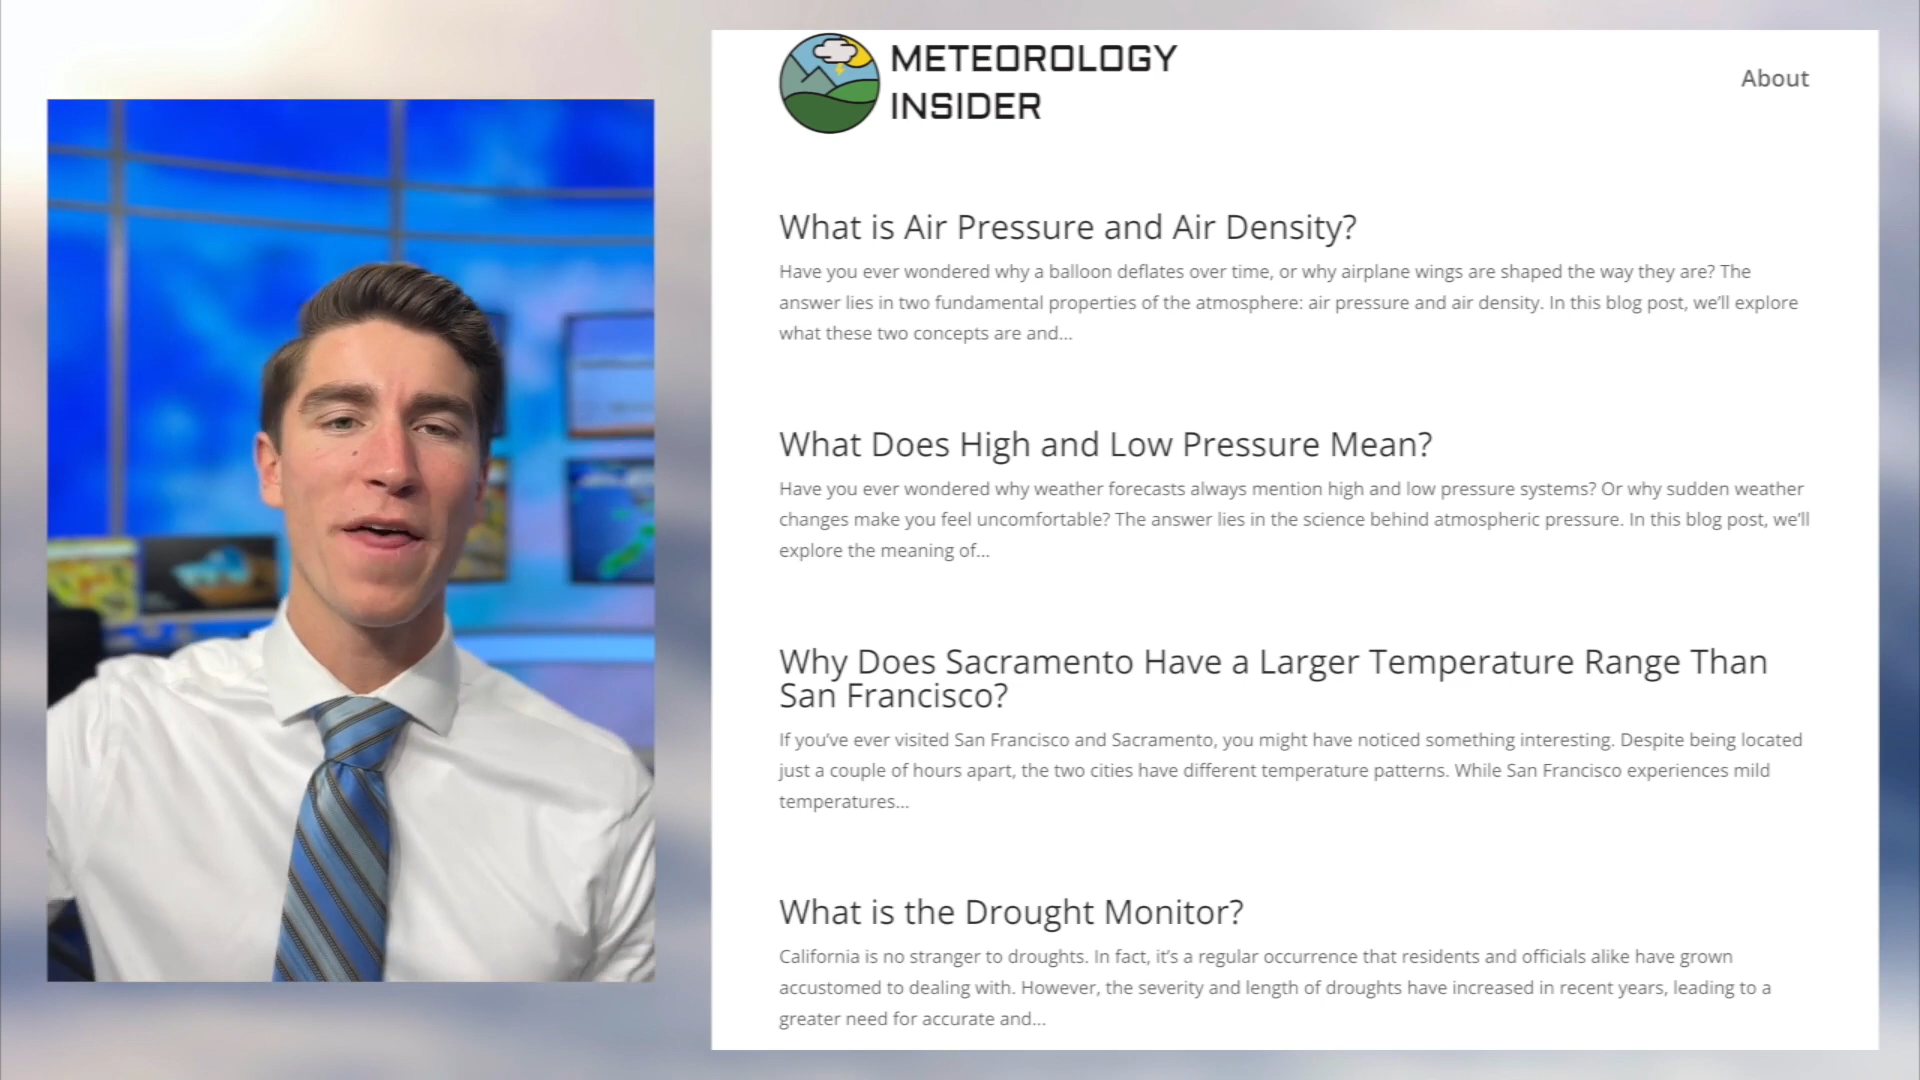 METEOROLOGY
INSIDER
About
What is Air Pressure and Air Density?
Have you ever wondered why a balloon deflates over time, or why airplane wings are shaped the way they are? The
answer lies in two fundamental properties of the atmosphere: air pressure and air density. In this blog post, we'll explore
what these two concepts are and...
What Does High and Low Pressure Mean?
Have you ever wondered why weather forecasts always mention high and low pressure systems? Or why sudden weather
changes make you feel uncomfortable? The answer lies in the science behind atmospheric pressure. In this blog post, we'll
explore the meaning of...
Why Does Sacramento Have a Larger Temperature Range Than
San Francisco?
If you've ever visited San Francisco and Sacramento, you might have noticed something interesting. Despite being located
just a couple of hours apart, the two cities have different temperature patterns. While San Francisco experiences mild
temperatures...
What is the Drought Monitor?
California is no stranger to droughts. In fact, it's a regular occurrence that residents and officials alike have grown
accustomed to dealing with. However, the severity and length of droughts have increased in recent years, leading to a
greater need for accurate and...